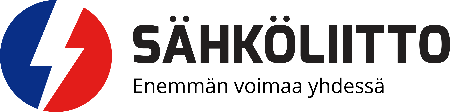 SÄHKÖLIITTO
Enemmän voimaa yhdessä